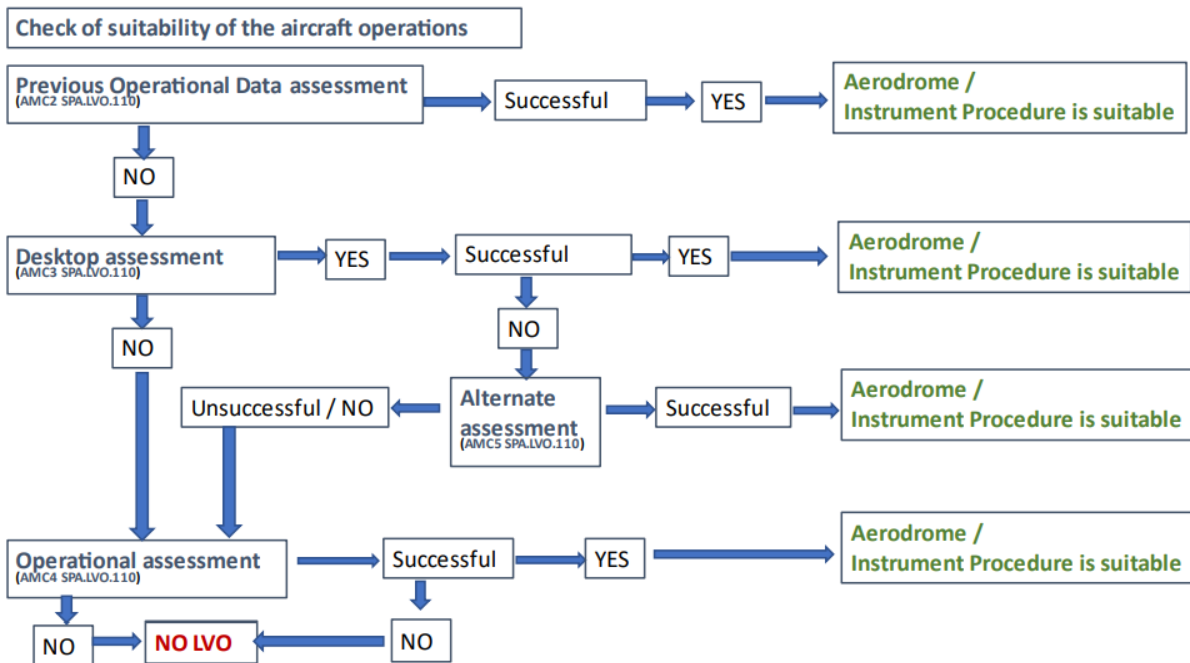 Check of suitability of the aircraft operations
Previous Operational Data assessment
(AMC2 SPA.LVO.110)
Successful
YES
Aerodrome /
Instrument Procedure is suitable
NO
Desktop assessment
(AMC3 SPA.LVO.110)
YES
Successful
YES
Aerodrome /
Instrument Procedure is suitable
NO
NO
Unsuccessful / NO
Alternate
assessment
(AMC5 SPA.LVO.110)
Successful
Aerodrome /
Instrument Procedure is suitable
Operational assessment
(AMC4 SPA.LVO.110)
Successful
YES
Aerodrome /
Instrument Procedure is suitable
NO
NO LVO
NO